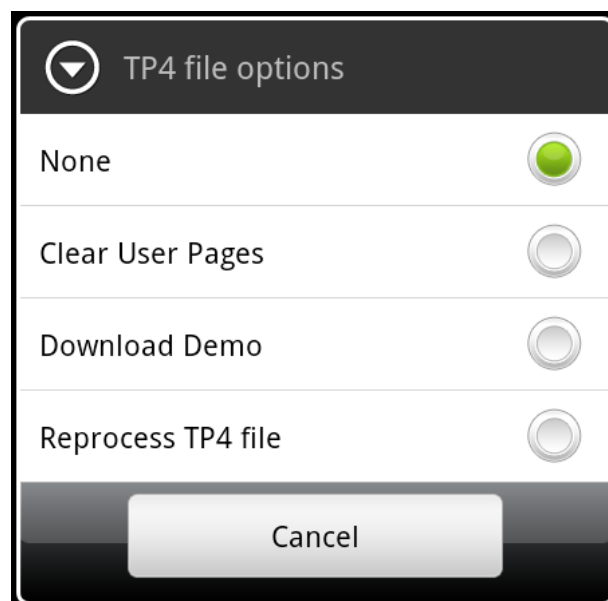 TP4 file options
None
Clear User Pages
Download Demo
Reprocess TP4 file
Cancel